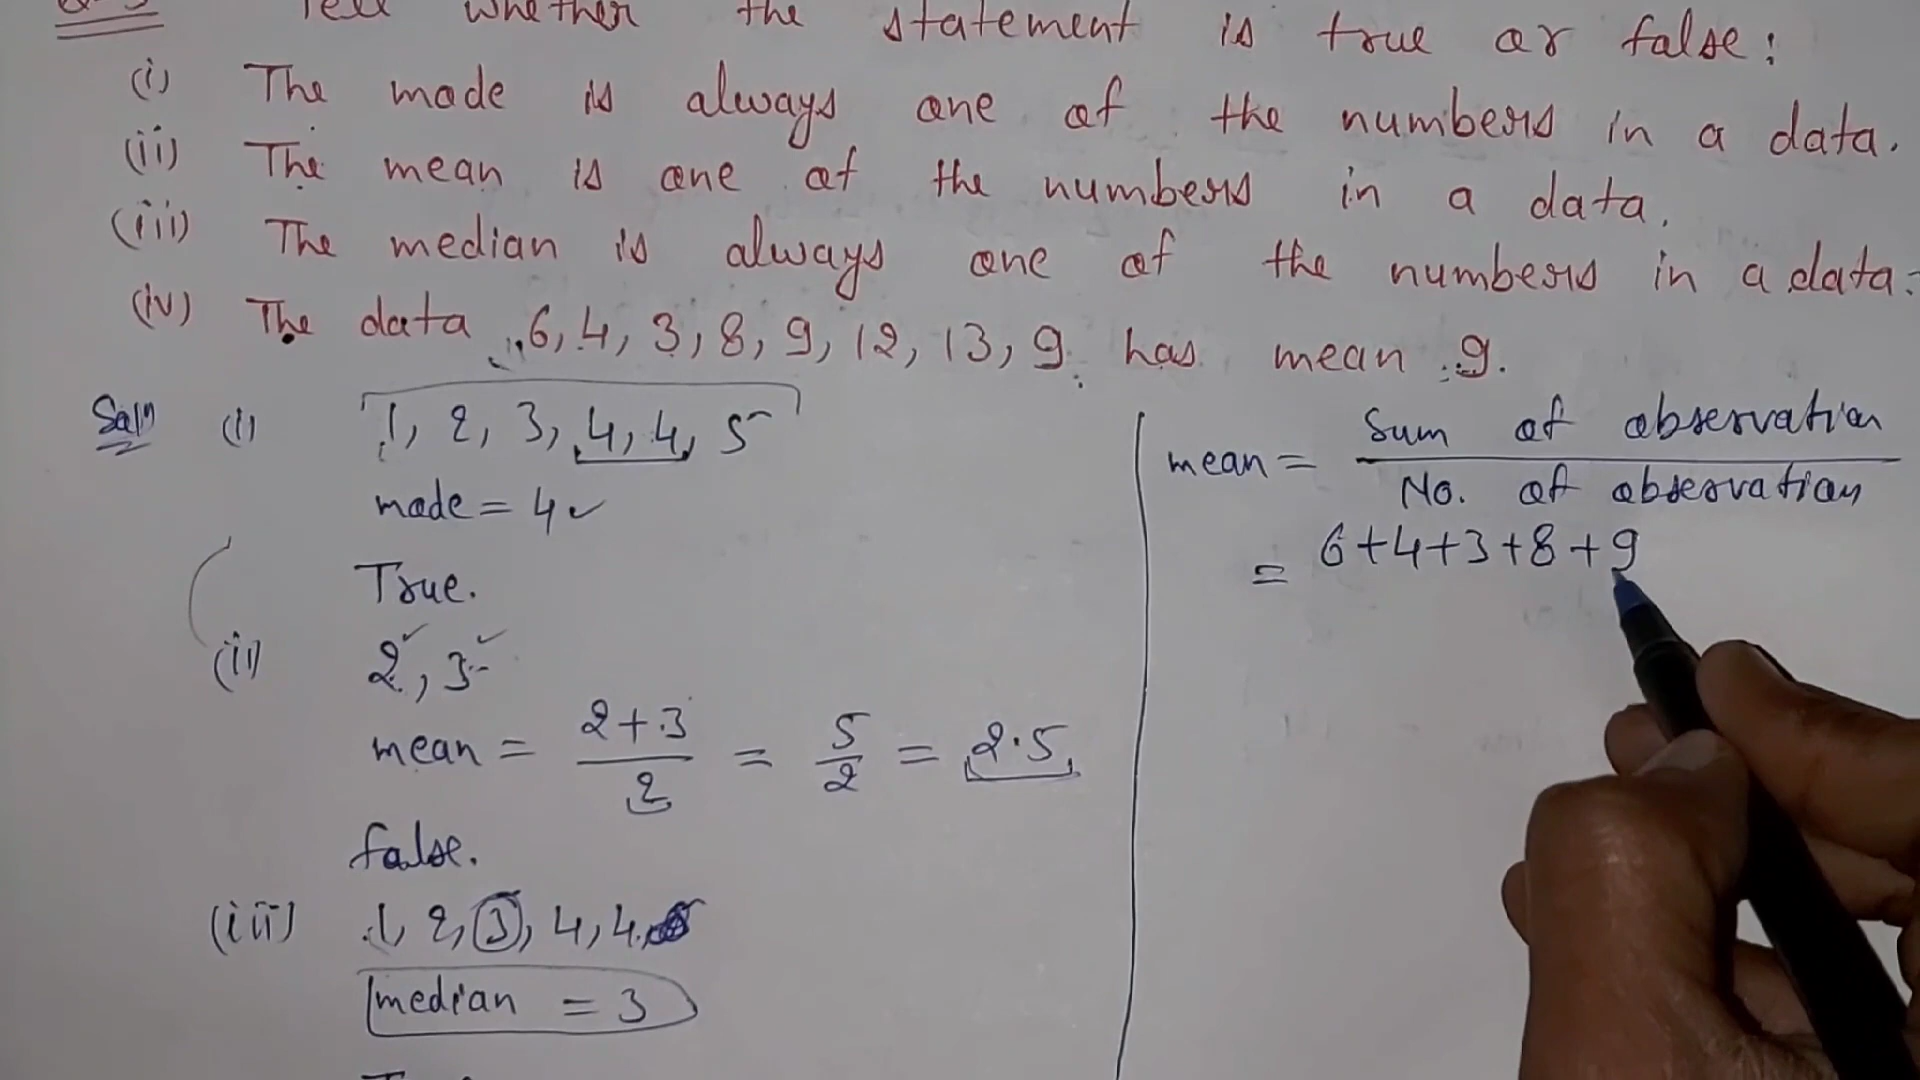 Tell whether the statement is true or false:
(i) The mode is always one of the numbers in a data.
(ii) The mean is one of the numbers in a data.
(iii) The median is always one of the numbers in a data.
(iv) The data 6, 4, 3, 8, 9, 12, 13, 9 has mean 9.
Soln (i) 1, 2, 3, 4, 4, 5
mode = 4
True.
(ii) 2, 3
mean = 2+3/2 = 5/2 = 2.5
false.
(iii) 1, 2, 3, 4, 4
median = 3
mean = Sum of observation / No. of observation
= 6+4+3+8+9